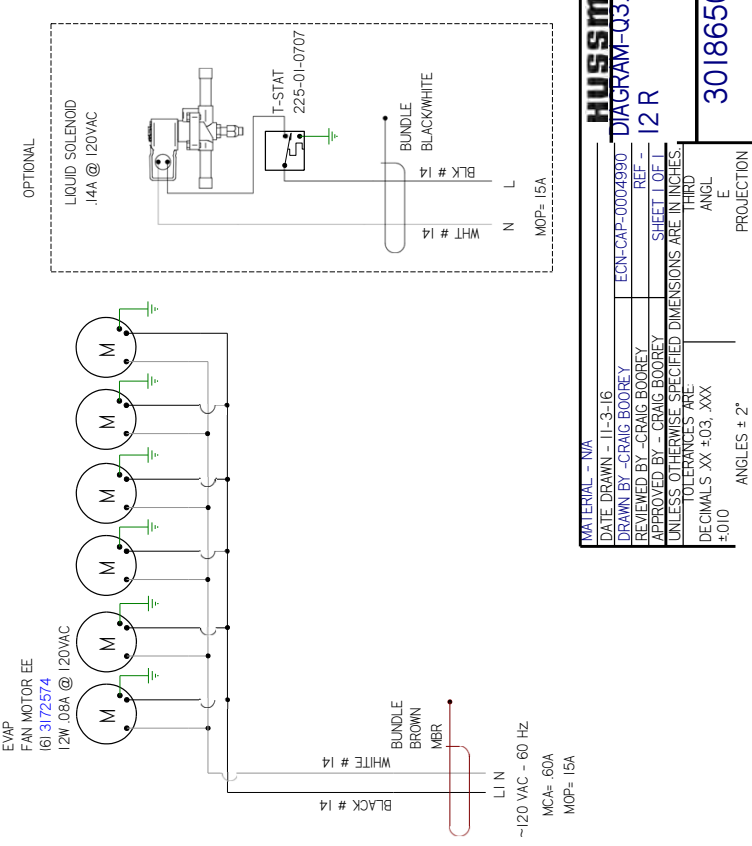 EVAP
FAN MOTOR EE
(6) 3172574
12W .08A @ 120VAC
M
M
M
M
M
M
BLACK # 14
WHITE # 14
BUNDLE
BROWN
MBR
L1 N
~120 VAC - 60 HZ
MCA= .60A
MOP= 15A
OPTIONAL
LIQUID SOLENOID
.14A @ 120VAC
T-STAT
225-01-0707
BUNDLE
BLACK/WHITE
WHT # 14
BLK # 14
N L
MOP= 15A
MATERIAL - N/A
DATE DRAWN - 11-3-16
DRAWN BY -CRAIG BOOREY
ECN-CAP-0004990
REVIEWED BY -CRAIG BOOREY
REF -
APPROVED BY - CRAIG BOOREY
SHEET 1 OF 1
UNLESS OTHERWISE SPECIFIED DIMENSIONS ARE IN INCHES.
TOLERANCES ARE:
DECIMALS .XX ±.03, .XXX
±.010
ANGLES ± 2°
THIRD
ANGL
E
PROJECTION
HUSSM
DIAGRAM-Q3
12 R
3018650